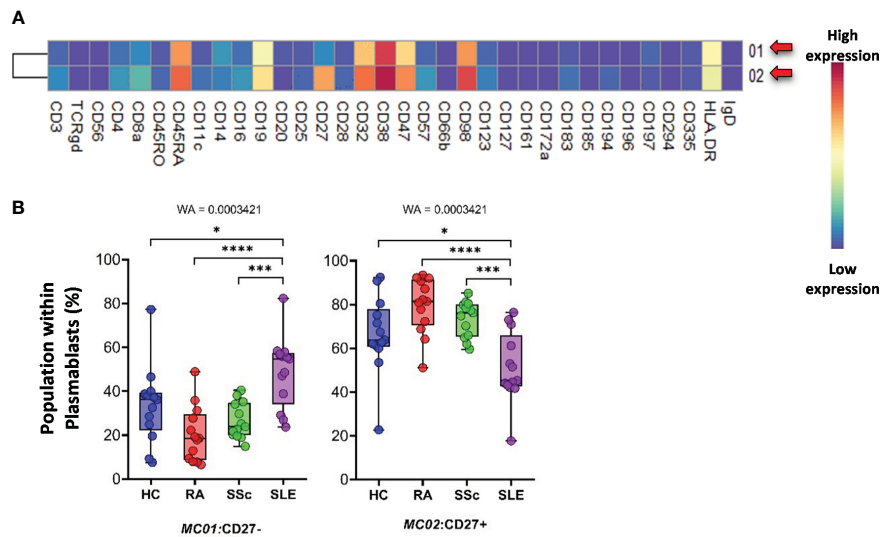 A
01
02
High
expression
Low
expression
CD3
TCRgd
CD56
CD4
CD8a
CD45RO
CD45RA
CD11c
CD14
CD16
CD19
CD20
CD25
CD27
CD28
CD32
CD38
CD47
CD57
CD66b
CD98
CD123
CD127
CD161
CD172a
CD183
CD185
CD194
CD196
CD197
CD294
CD335
HLA.DR
IgD
B
Population within
Plasmablasts (%)
WA = 0.0003421
*
****
***
100
80
60
40
20
0
HC RA SSc SLE
MC01:CD27-
WA = 0.0003421
*
****
***
100
80
60
40
20
0
HC RA SSc SLE
MC02:CD27+